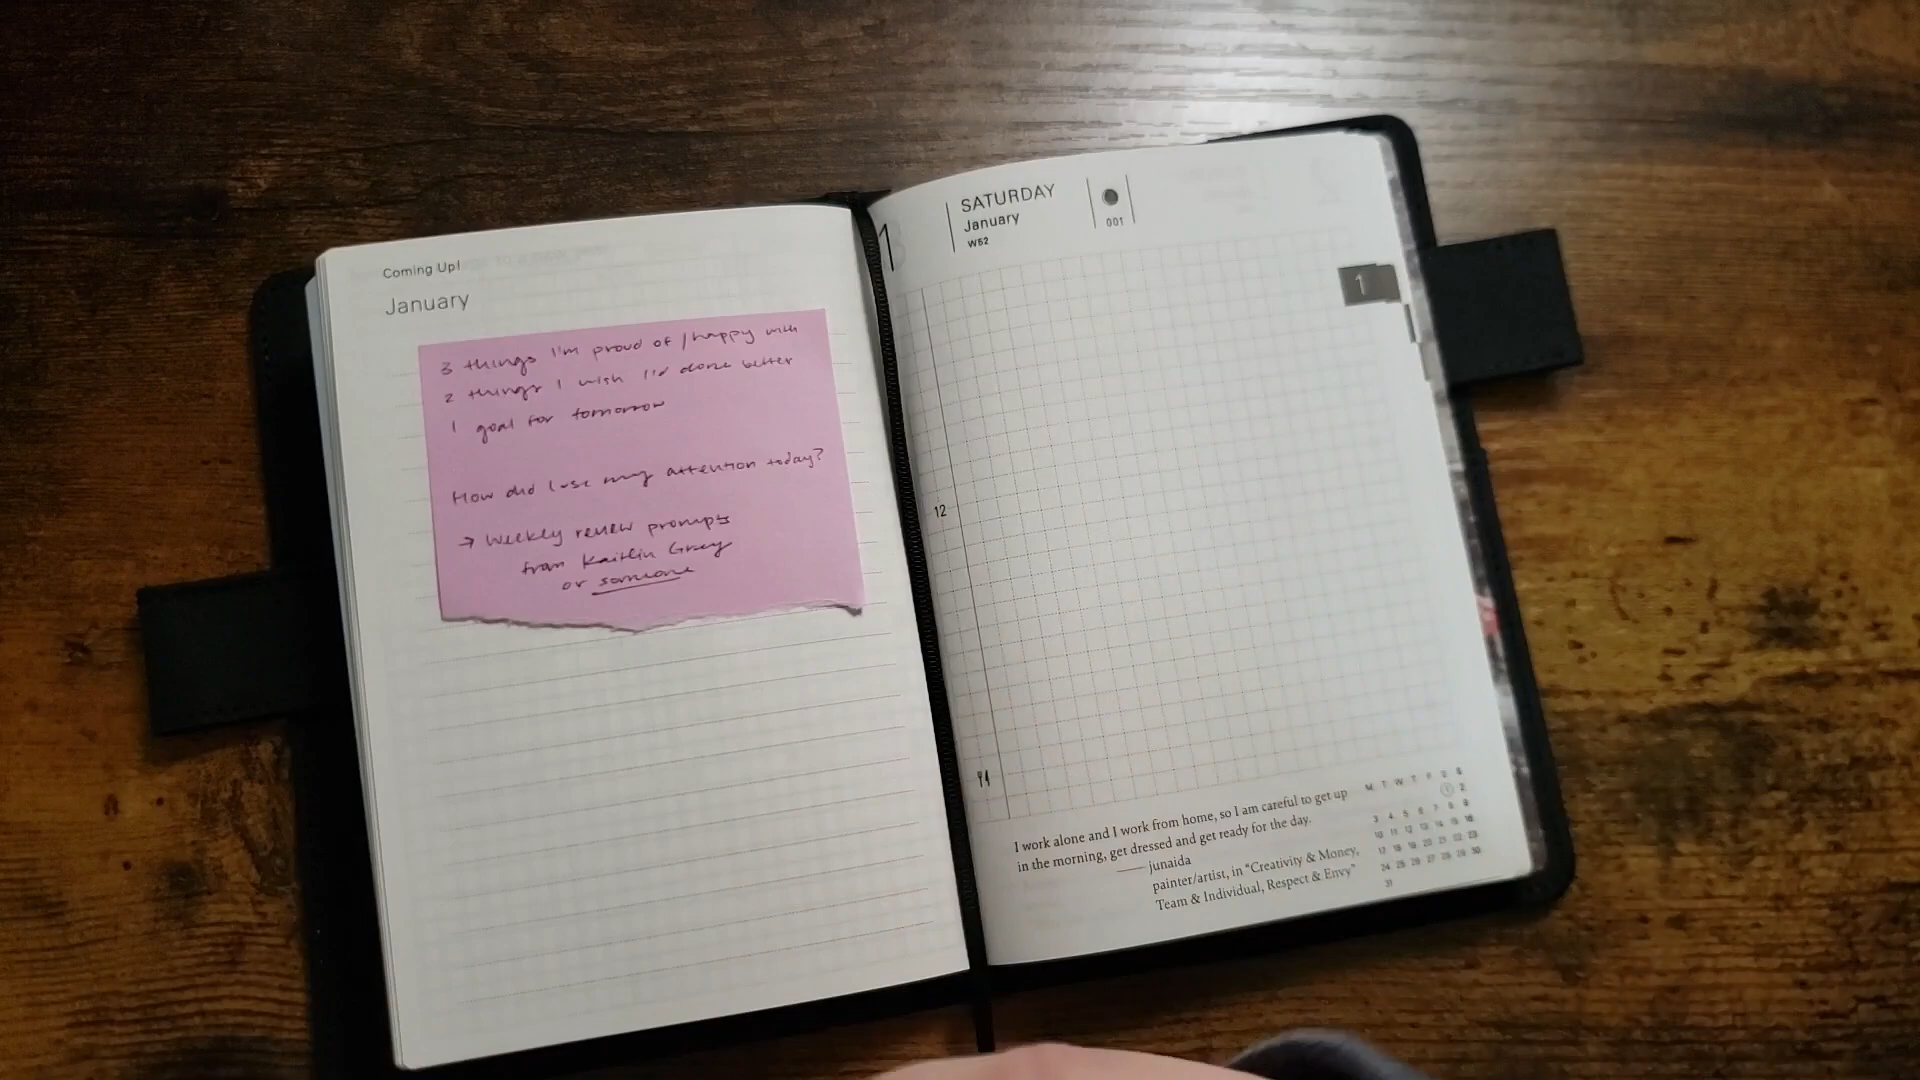 Coming Up!
January
3 things I'm proud of / happy with
2 things I wish I'd done better
1 goal for tomorrow
How did I use my attention today?
→ Weekly review prompts
from Kaitlin Grey
or someone
1
SATURDAY
January
W52
001
1
12
I work alone and I work from home, so I am careful to get up
in the morning, get dressed and get ready for the day.
—— junaida
painter/artist, in "Creativity & Money,
Team & Individual, Respect & Envy"
M T W T F S S
1 2
3 4 5 6 7 8 9
10 11 12 13 14 15 16
17 18 19 20 21 22 23
24 25 26 27 28 29 30
31